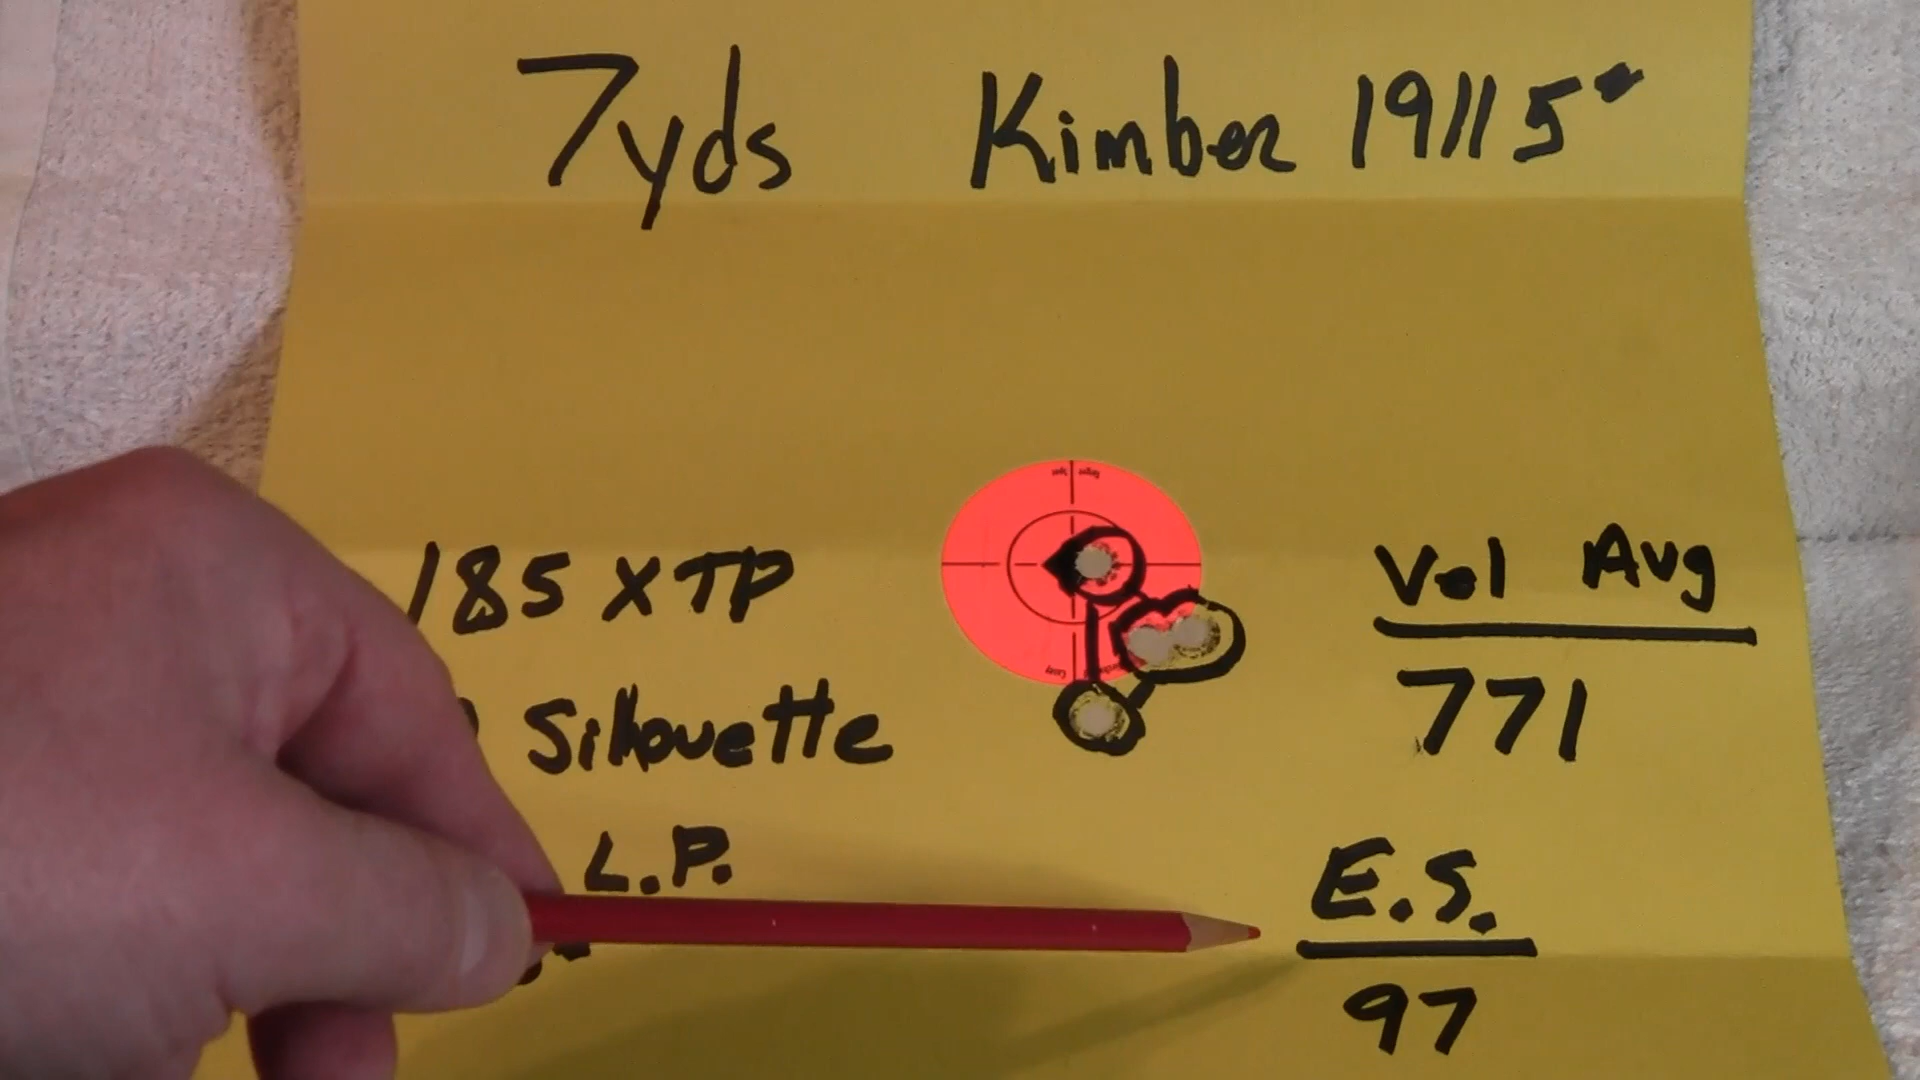 7yds Kimber 1911 5"
185 XTP
Silhouette
L.P.
Vel Avg
771
E.S.
97